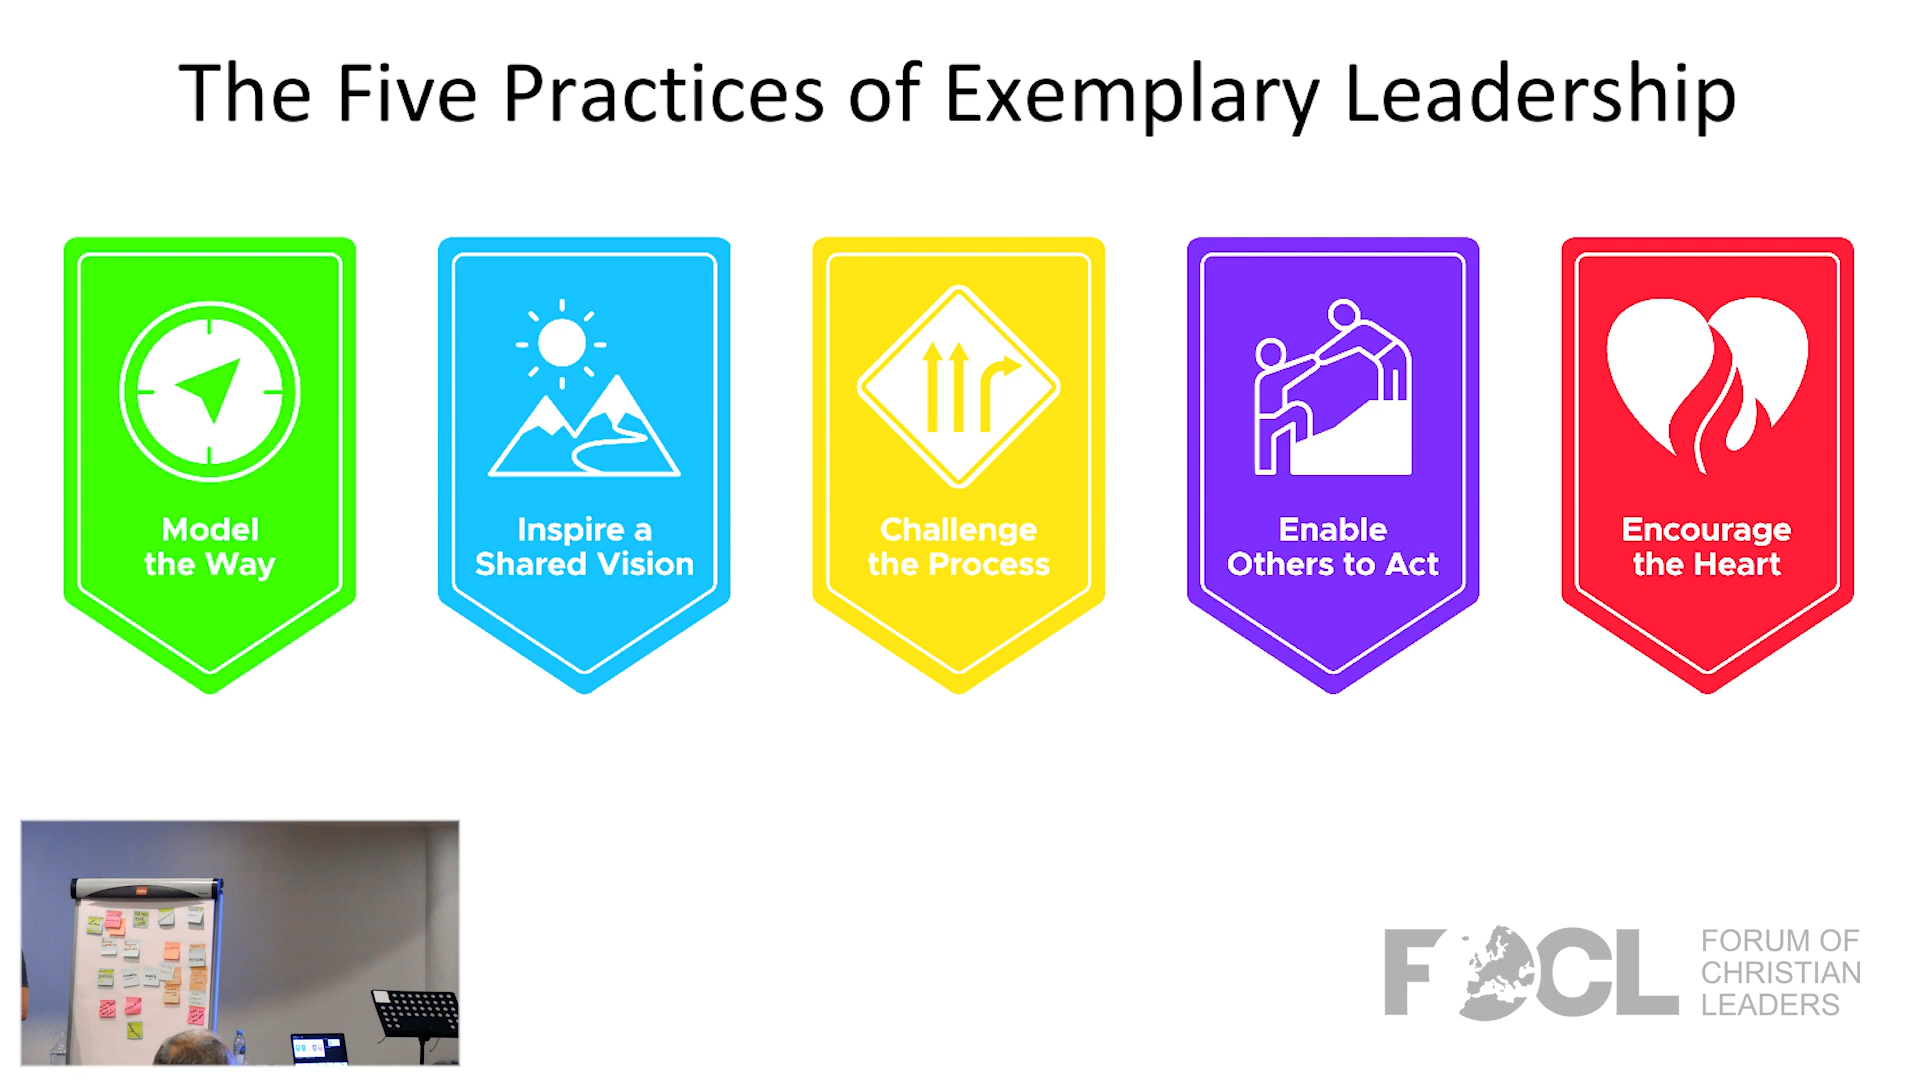 The Five Practices of Exemplary Leadership
Model
the Way
Inspire a
Shared Vision
Challenge
the Process
Enable
Others to Act
Encourage
the Heart
FOCL
FORUM OF
CHRISTIAN
LEADERS